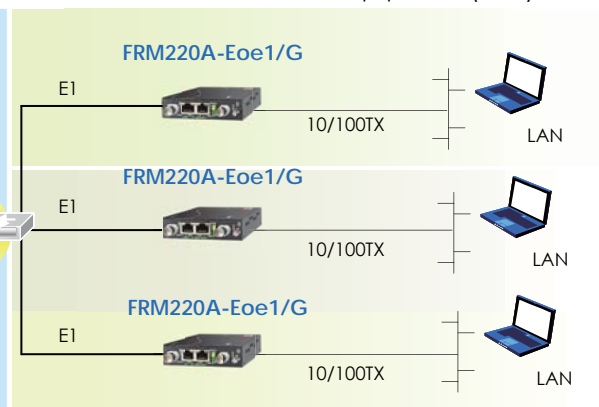 FRM220A-Eoe1/G
E1
10/100TX
LAN
FRM220A-Eoe1/G
E1
10/100TX
LAN
FRM220A-Eoe1/G
E1
10/100TX
LAN